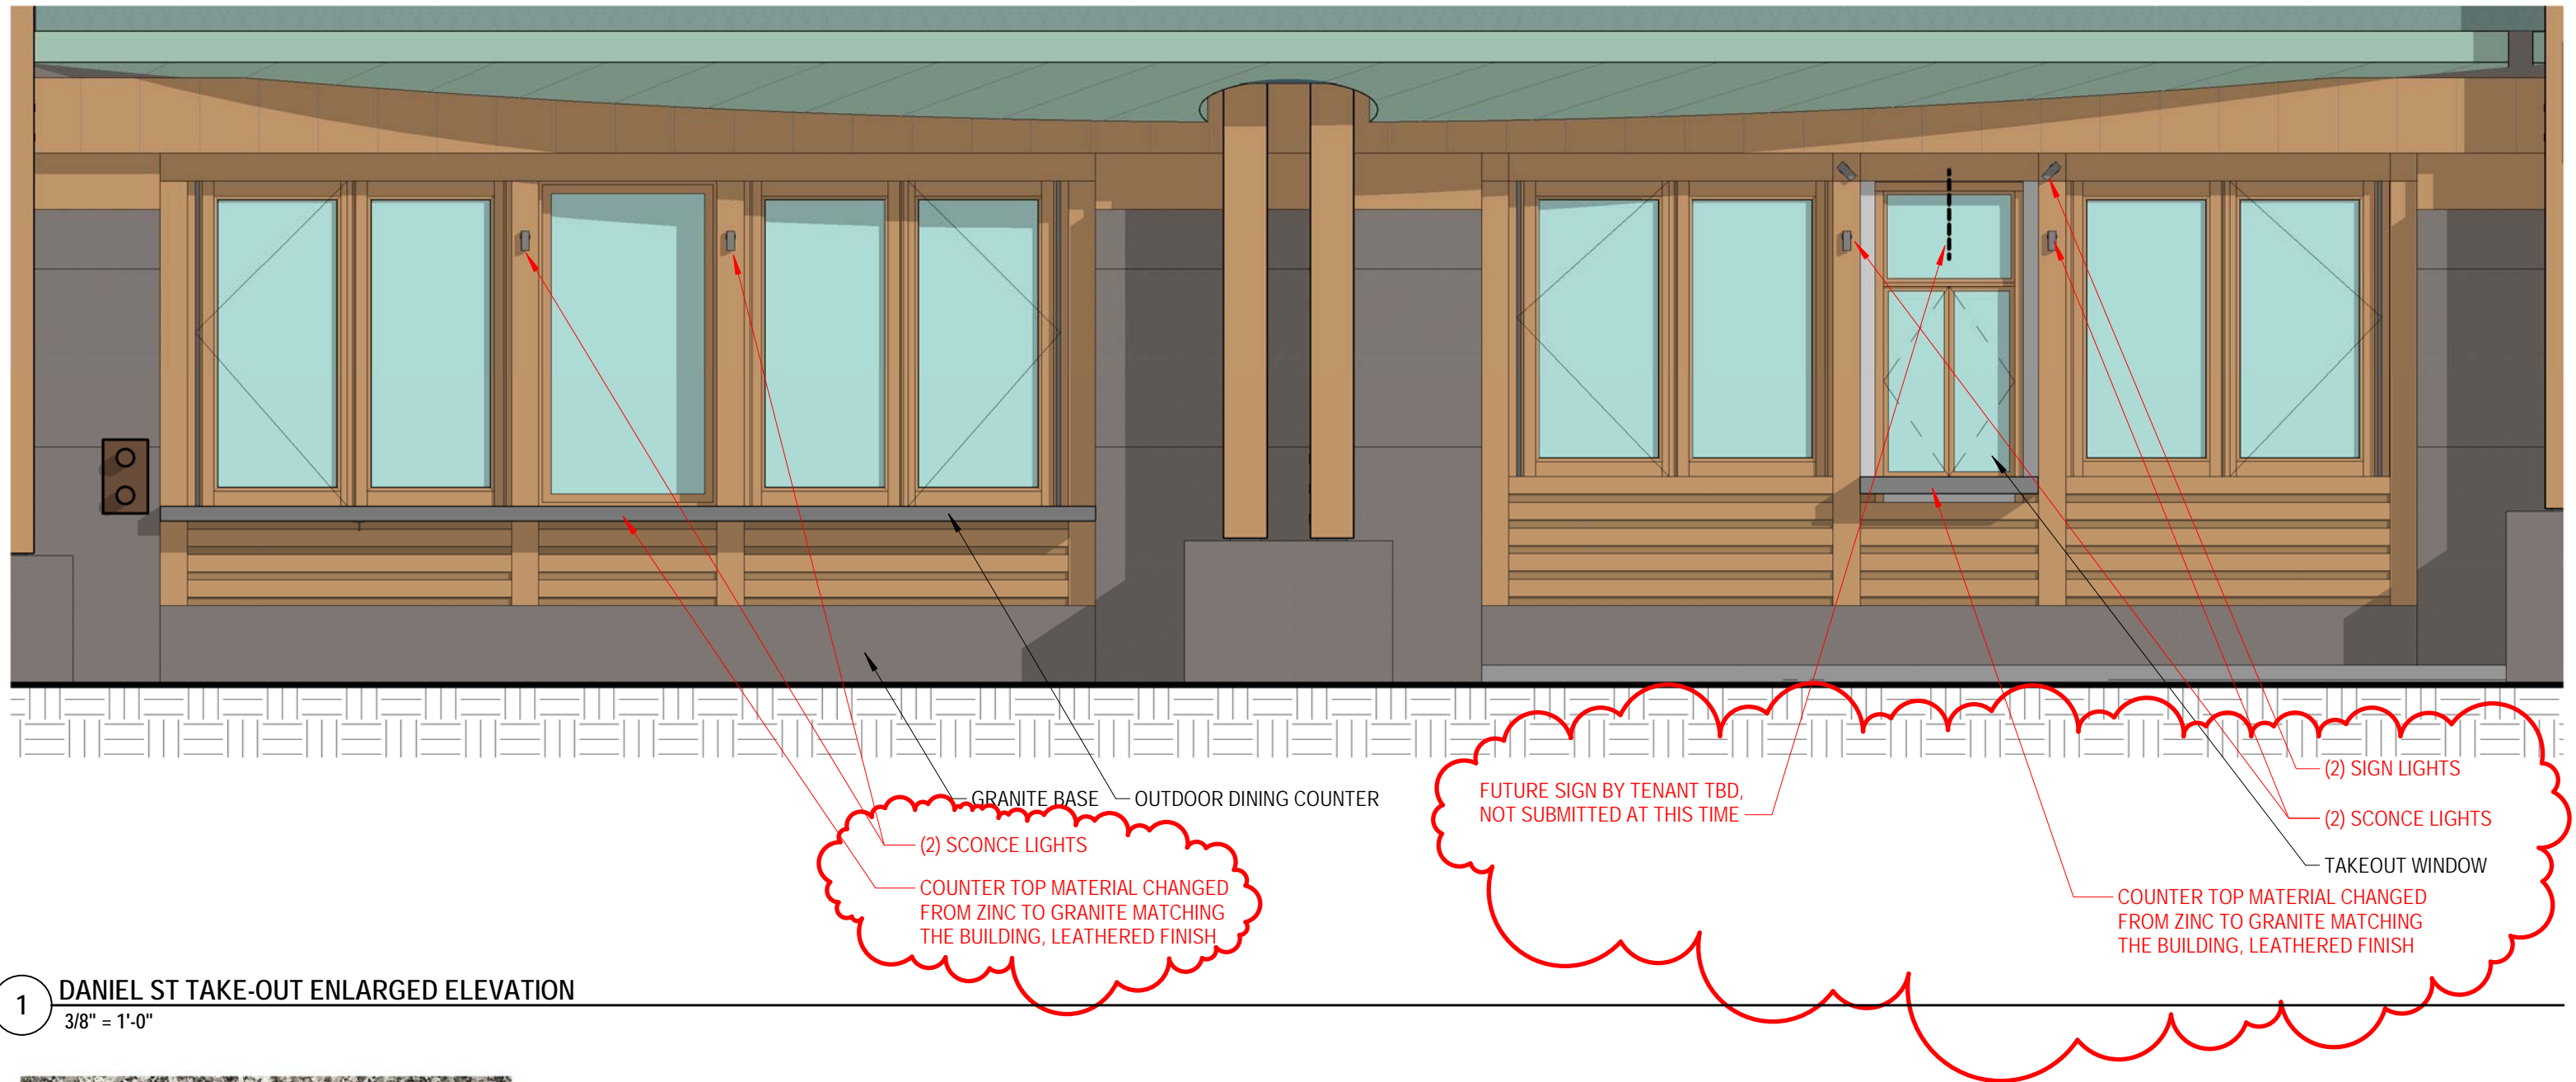 GRANITE BASE
OUTDOOR DINING COUNTER
(2) SCONCE LIGHTS
COUNTER TOP MATERIAL CHANGED
FROM ZINC TO GRANITE MATCHING
THE BUILDING, LEATHERED FINISH
FUTURE SIGN BY TENANT TBD,
NOT SUBMITTED AT THIS TIME
(2) SIGN LIGHTS
(2) SCONCE LIGHTS
TAKEOUT WINDOW
COUNTER TOP MATERIAL CHANGED
FROM ZINC TO GRANITE MATCHING
THE BUILDING, LEATHERED FINISH
1
DANIEL ST TAKE-OUT ENLARGED ELEVATION
3/8" = 1'-0"